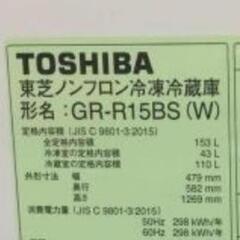 TOSHIBA
東芝ノンフロン冷凍冷蔵庫
形名:GR-R15BS (W)
定格内容積 (JIS C 9801-3:2015)
全定格内容積 153 L
冷凍室の定格内容積 43 L
冷蔵室の定格内容積 110 L
外形寸法 幅 479 mm
奥行 582 mm
高さ 1269 mm
消費電力量 (JIS C 9801-3:2015)
50Hz 298 kWh/年
60Hz 298 kWh/年